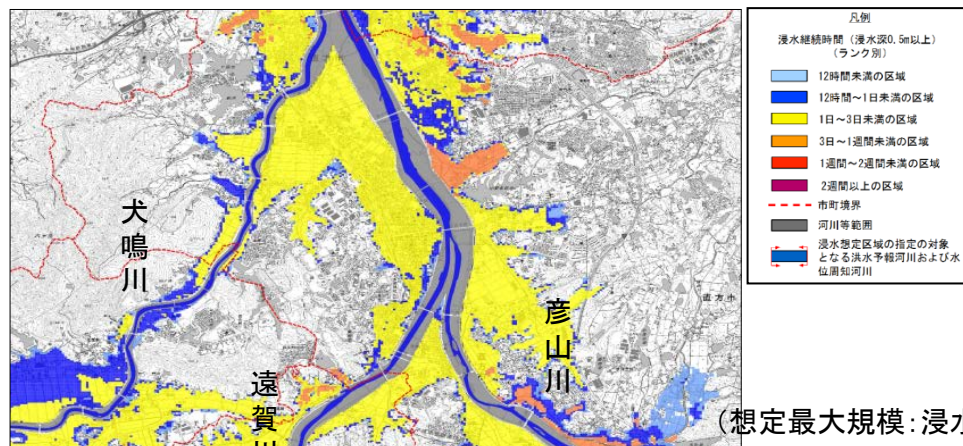 犬鳴川
遠賀川
彦山川
直方市
凡例
浸水継続時間（浸水深0.5m以上）
（ランク別）
12時間未満の区域
12時間～1日未満の区域
1日～3日未満の区域
3日～1週間未満の区域
1週間～2週間未満の区域
2週間以上の区域
市町境界
河川等範囲
浸水想定区域の指定の対象
となる洪水予報河川および水
位周知河川
（想定最大規模：浸水